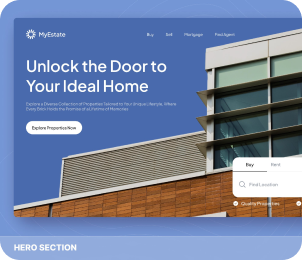 MyEstate
Buy Sell Mortgage Find Agent
Unlock the Door to
Your Ideal Home
Explore a Diverse Collection of Properties Tailored to Your Unique Lifestyle. Where
Every Brick Holds the Promise of a Lifetime of Memories.
Explore Properties Now
Buy Rent
Find Location
Quality Properties
HERO SECTION